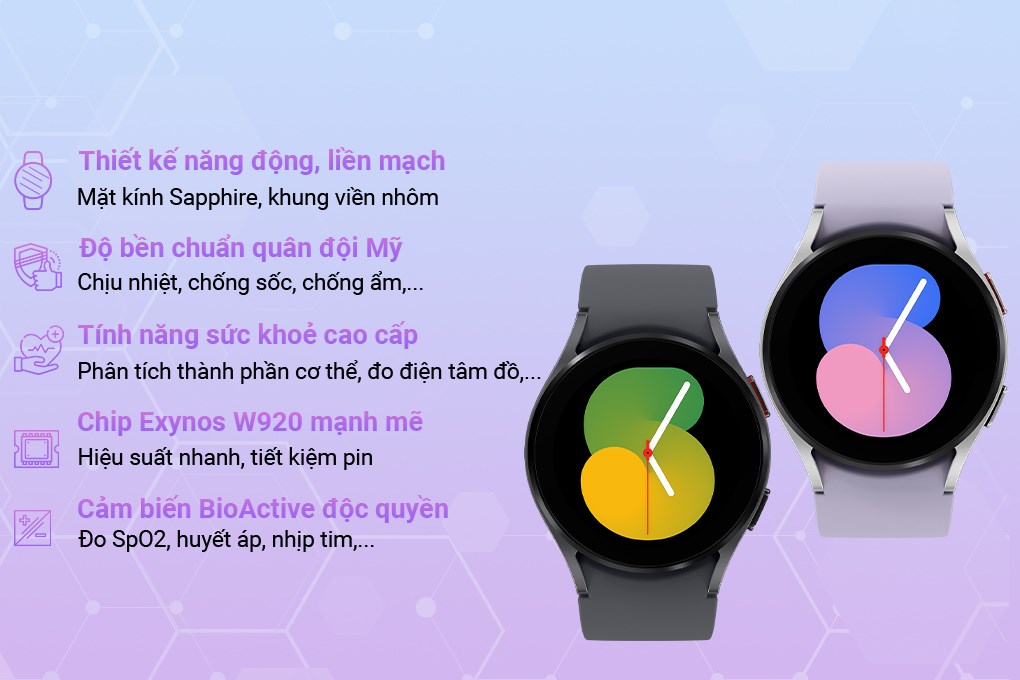 Thiết kế năng động, liền mạch
Mặt kính Sapphire, khung viền nhôm
Độ bền chuẩn quân đội Mỹ
Chịu nhiệt, chống sốc, chống ẩm,...
Tính năng sức khoẻ cao cấp
Phân tích thành phần cơ thể, đo điện tâm đồ,...
Chip Exynos W920 mạnh mẽ
Hiệu suất nhanh, tiết kiệm pin
Cảm biến BioActive độc quyền
Đo SpO2, huyết áp, nhịp tim,...